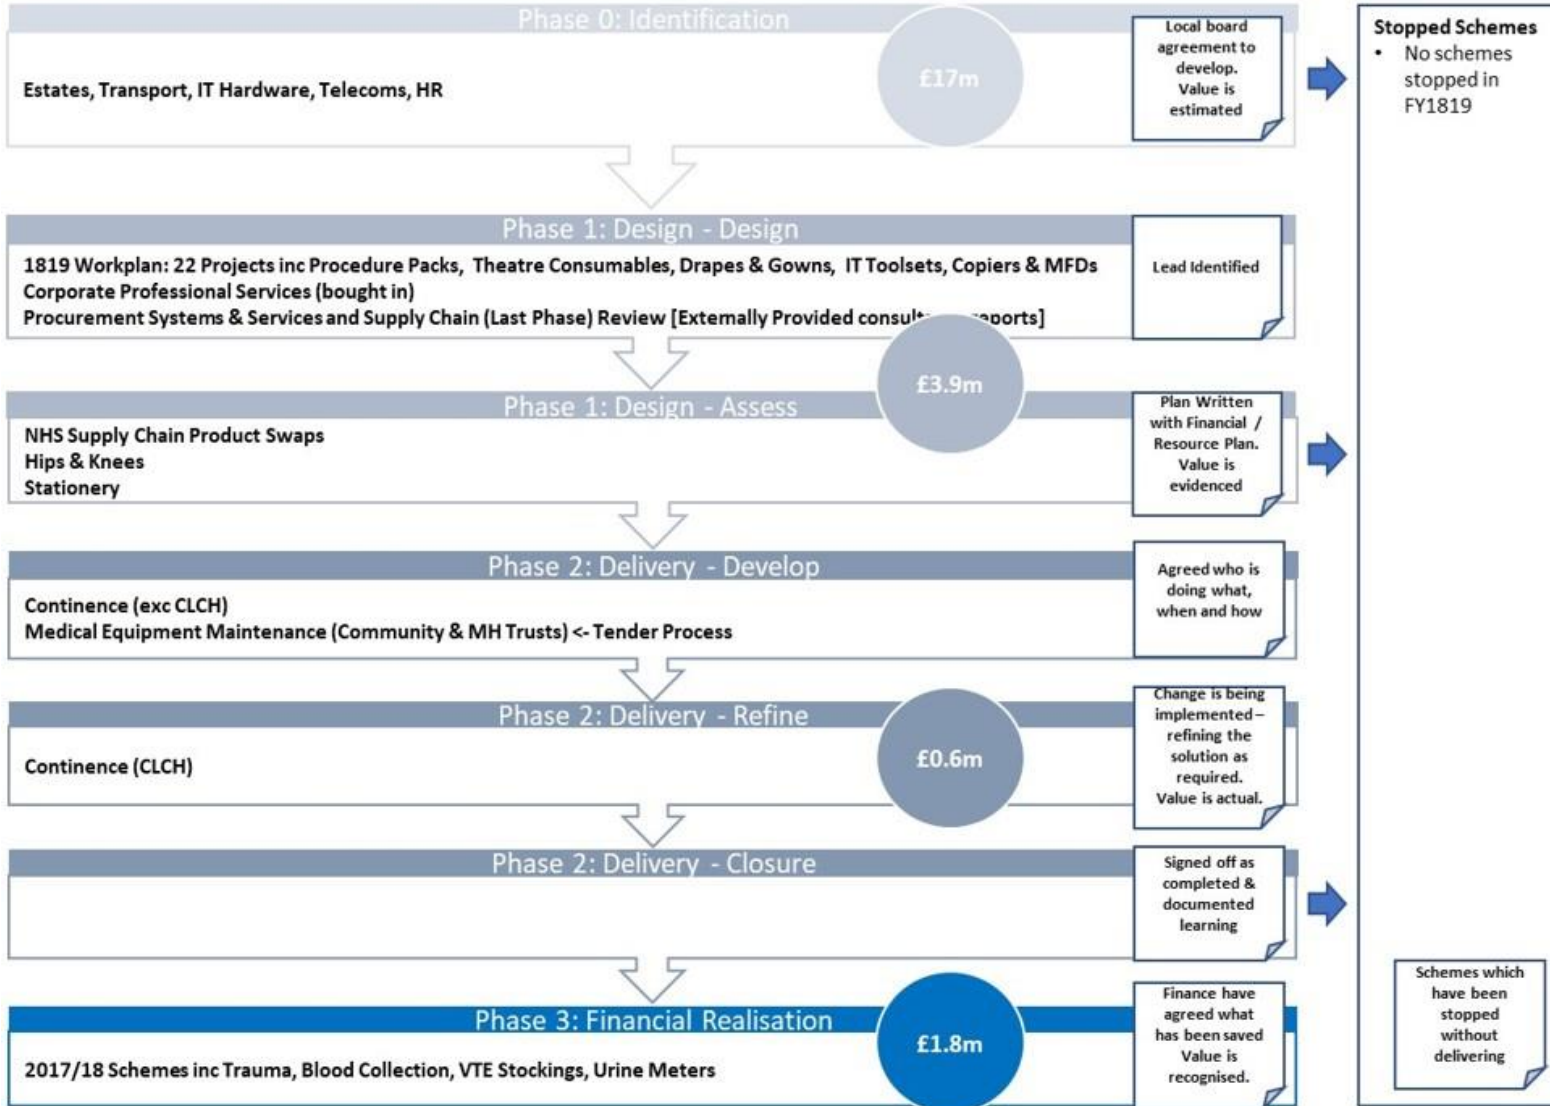 Phase 0: Identification
Estates, Transport, IT Hardware, Telecoms, HR
£17m
Local board
agreement to
develop.
Value is
estimated
Stopped Schemes
• No schemes
stopped in
FY1819
Phase 1: Design - Design
1819 Workplan: 22 Projects inc Procedure Packs, Theatre Consumables, Drapes & Gowns, IT Toolsets, Copiers & MFDs
Corporate Professional Services (bought in)
Procurement Systems & Services and Supply Chain (Last Phase) Review [Externally Provided
Lead Identified
£3.9m
Phase 1: Design - Assess
NHS Supply Chain Product Swaps
Hips & Knees
Stationery
Plan Written
with Financial /
Resource Plan.
Value is
evidenced
Phase 2: Delivery - Develop
Continence (exc CLCH)
Medical Equipment Maintenance (Community & MH Trusts) <- Tender Process
Agreed who is
doing what,
when and how
Phase 2: Delivery - Refine
Continence (CLCH)
£0.6m
Change is being
implemented –
refining the
solution as
required.
Value is actual.
Phase 2: Delivery - Closure
Signed off as
completed &
documented
learning
Phase 3: Financial Realisation
2017/18 Schemes inc Trauma, Blood Collection, VTE Stockings, Urine Meters
£1.8m
Finance have
agreed what
has been saved
Value is
recognised.
Schemes which
have been
stopped
without
delivering